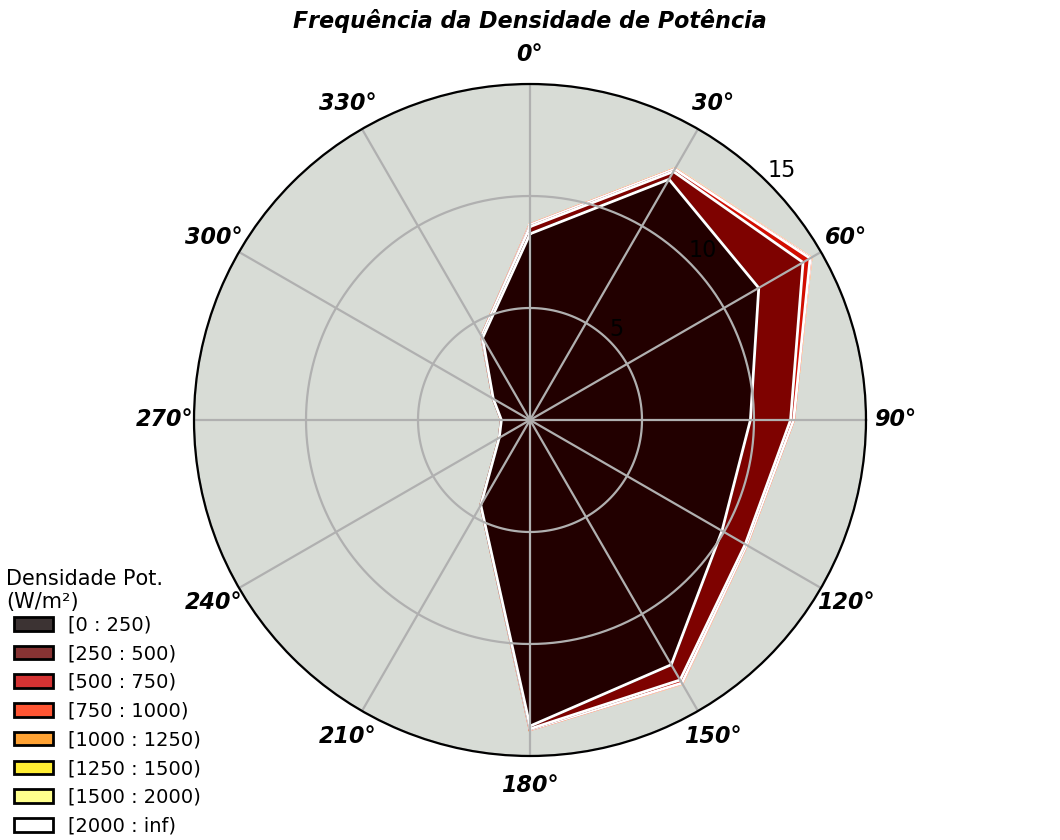 Frequência da Densidade de Potência
0°
330°
30°
15
300°
60°
10
5
270°
90°
240°
120°
210°
150°
180°
Densidade Pot.
(W/m²)
[0 : 250)
[250 : 500)
[500 : 750)
[750 : 1000)
[1000 : 1250)
[1250 : 1500)
[1500 : 2000)
[2000 : inf)